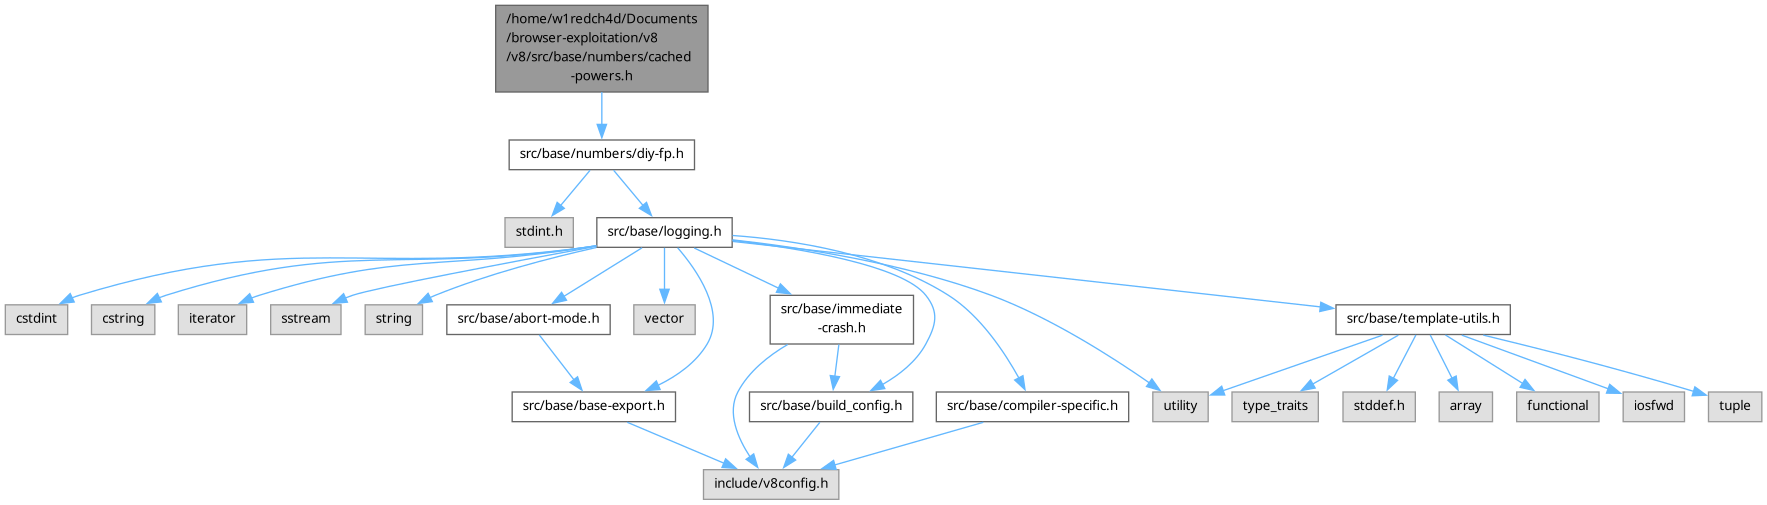 /home/w1redch4d/Documents
/browser-exploitation/v8
/v8/src/base/numbers/cached
-powers.h
src/base/numbers/diy-fp.h
stdint.h
src/base/logging.h
cstdint
cstring
iterator
sstream
string
src/base/abort-mode.h
vector
src/base/immediate
-crash.h
src/base/template-utils.h
src/base/base-export.h
src/base/build_config.h
src/base/compiler-specific.h
utility
type_traits
stddef.h
array
functional
iosfwd
tuple
include/v8config.h